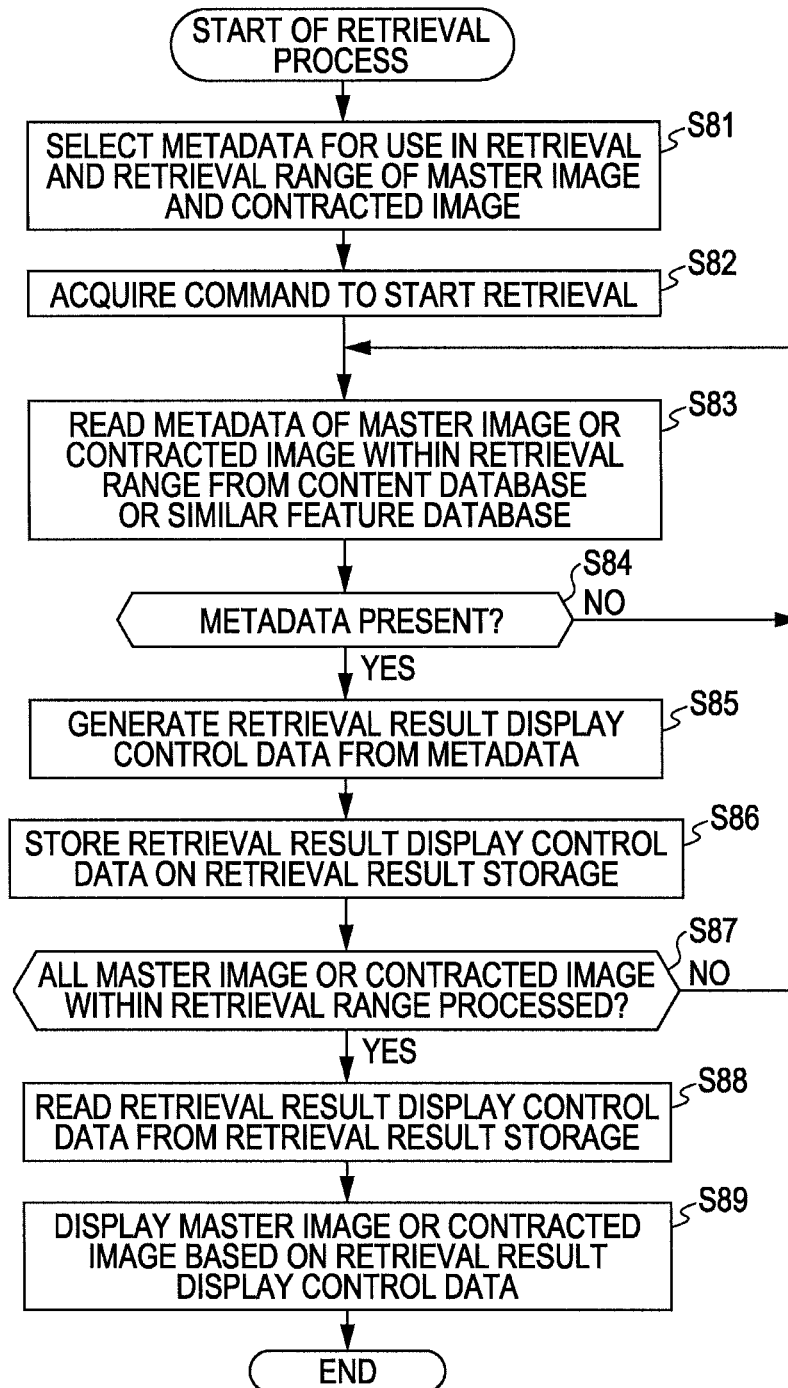 START OF RETRIEVAL
PROCESS
S81
SELECT METADATA FOR USE IN RETRIEVAL
AND RETRIEVAL RANGE OF MASTER IMAGE
AND CONTRACTED IMAGE
S82
ACQUIRE COMMAND TO START RETRIEVAL
S83
READ METADATA OF MASTER IMAGE OR
CONTRACTED IMAGE WITHIN RETRIEVAL
RANGE FROM CONTENT DATABASE
OR SIMILAR FEATURE DATABASE
S84
METADATA PRESENT?
NO
YES
S85
GENERATE RETRIEVAL RESULT DISPLAY
CONTROL DATA FROM METADATA
S86
STORE RETRIEVAL RESULT DISPLAY CONTROL
DATA ON RETRIEVAL RESULT STORAGE
S87
ALL MASTER IMAGE OR CONTRACTED IMAGE
WITHIN RETRIEVAL RANGE PROCESSED?
NO
YES
S88
READ RETRIEVAL RESULT DISPLAY CONTROL
DATA FROM RETRIEVAL RESULT STORAGE
S89
DISPLAY MASTER IMAGE OR CONTRACTED
IMAGE BASED ON RETRIEVAL RESULT
DISPLAY CONTROL DATA
END